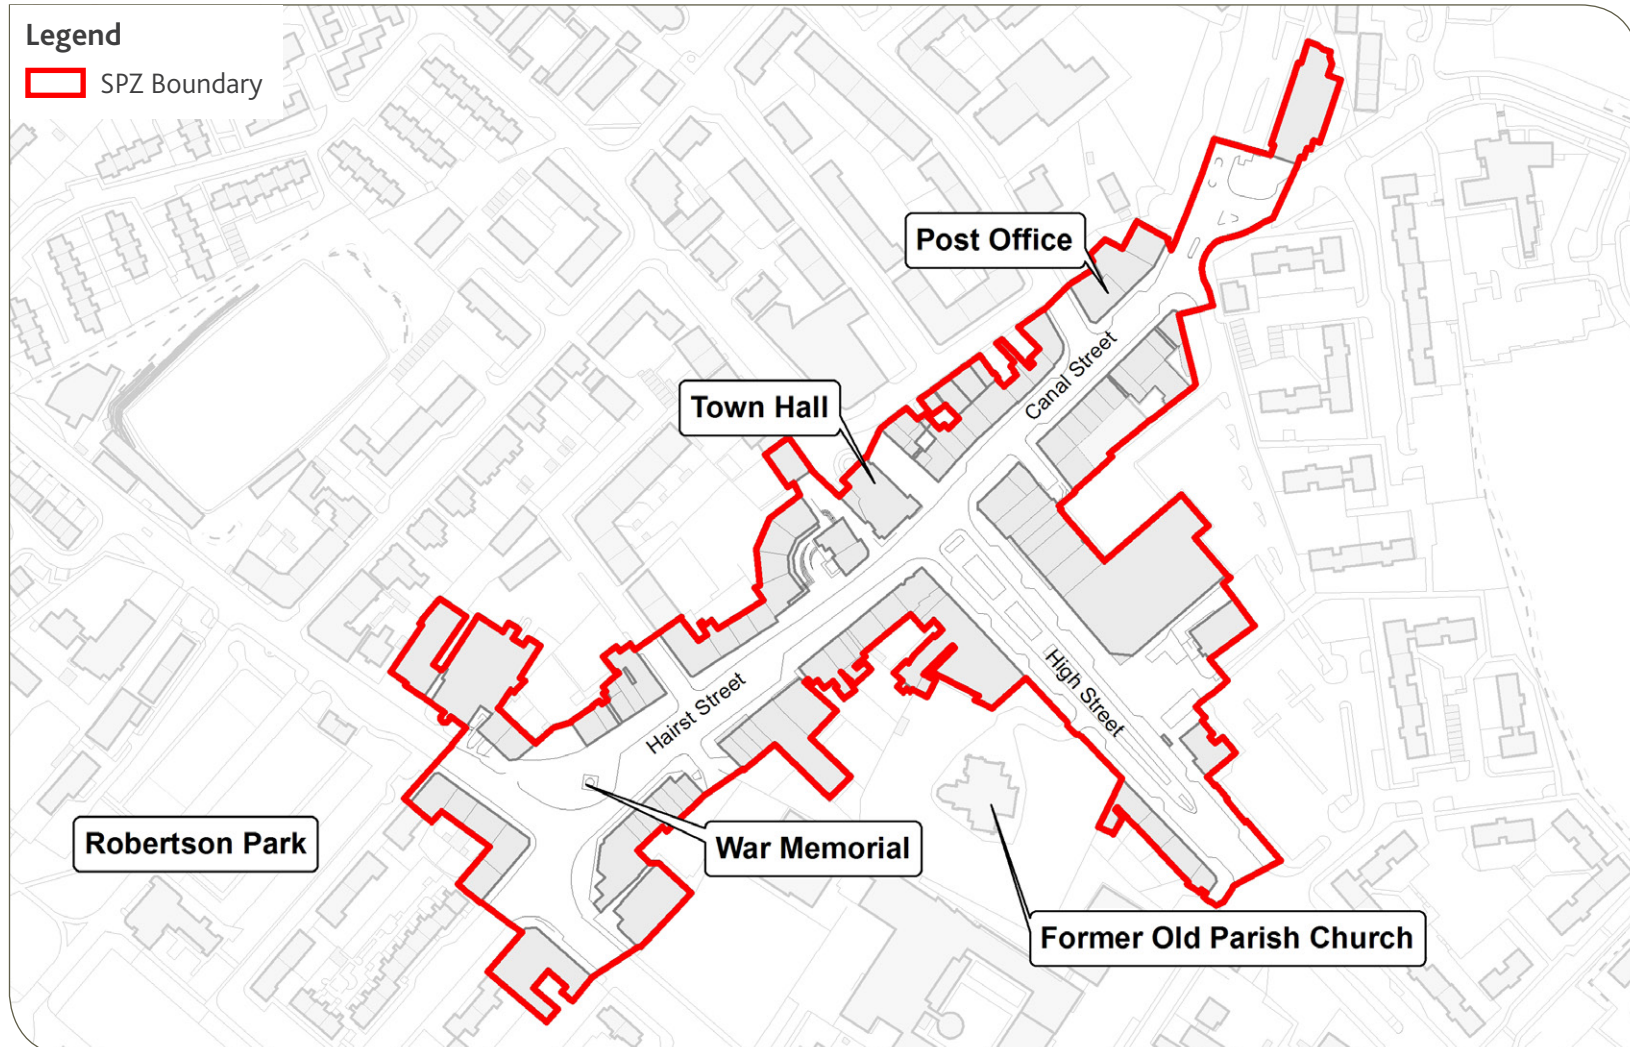 Legend
SPZ Boundary
Post Office
Canal Street
Town Hall
High Street
Hairst Street
Robertson Park
War Memorial
Former Old Parish Church